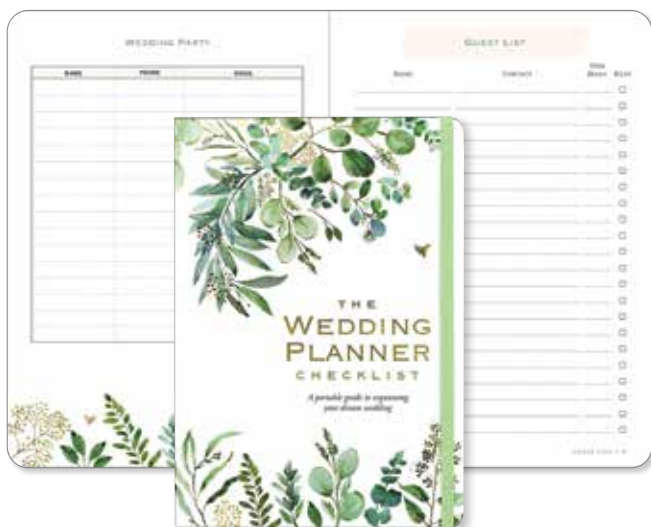 WEDDING PARTY
NAME PHONE EMAIL
GUEST LIST
NAME CONTACT RSVP
THE
WEDDING
PLANNER
CHECKLIST
A portable guide to organizing
your dream wedding